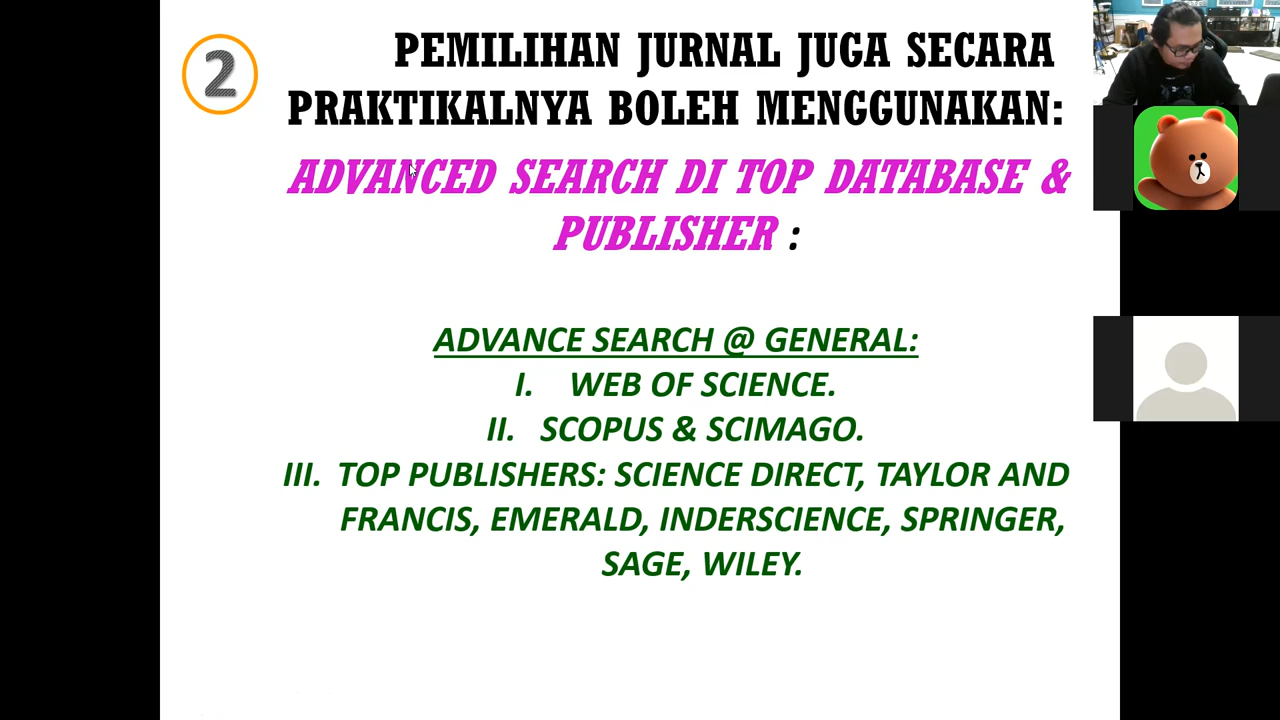 2
PEMILIHAN JURNAL JUGA SECARA
PRAKTIKALNYA BOLEH MENGGUNAKAN:
ADVANCED SEARCH DI TOP DATABASE &
PUBLISHER :
ADVANCE SEARCH @ GENERAL:
I. WEB OF SCIENCE.
II. SCOPUS & SCIMAGO.
III. TOP PUBLISHERS: SCIENCE DIRECT, TAYLOR AND
FRANCIS, EMERALD, INDERSCIENCE, SPRINGER,
SAGE, WILEY.